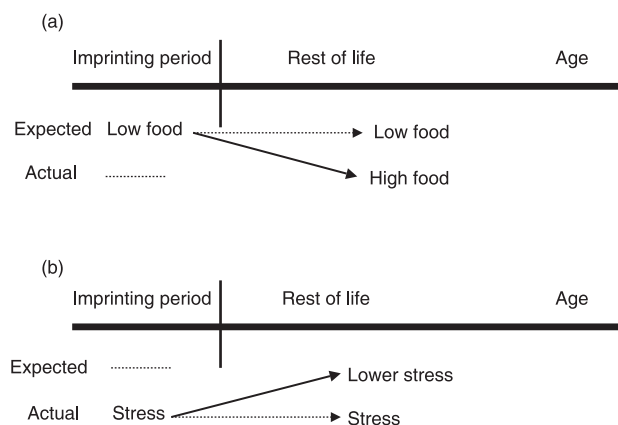 (a)
Imprinting period Rest of life Age
Expected Low food Low food
Actual High food
(b)
Imprinting period Rest of life Age
Expected Lower stress
Actual Stress Stress